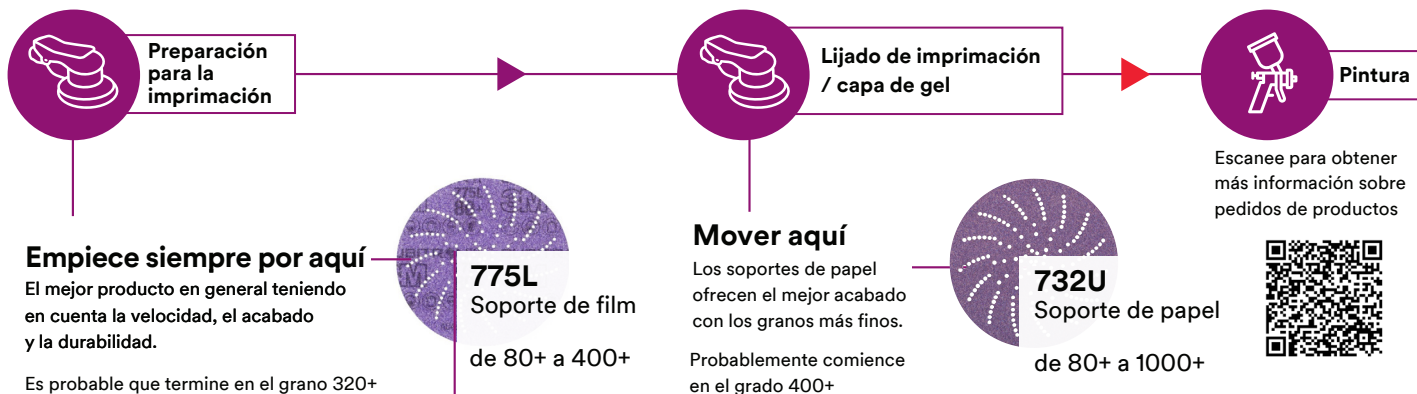 Preparación
para la
imprimación
Lijado de imprimación
/ capa de gel
Pintura
Escanee para obtener
más información sobre
pedidos de productos
Empiece siempre por aquí
El mejor producto en general teniendo
en cuenta la velocidad, el acabado
y la durabilidad.
Es probable que termine en el grano 320+
775L
80+
3M
775L
Soporte de film
de 80+ a 400+
Mover aquí
Los soportes de papel
ofrecen el mejor acabado
con los granos más finos.
Probablemente comience
en el grado 400+
732U
Soporte de papel
de 80+ a 1000+